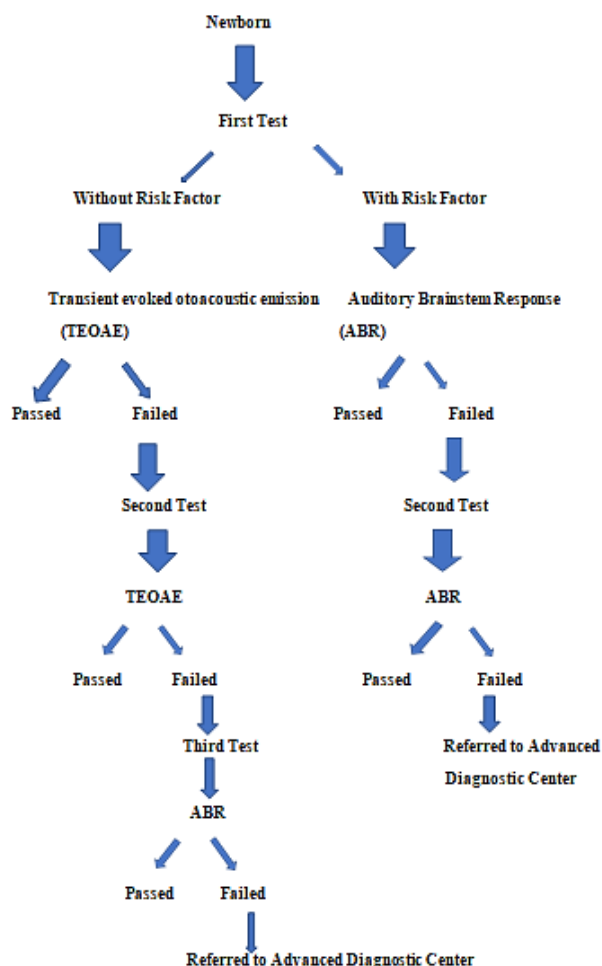 Newborn
First Test
Without Risk Factor
With Risk Factor
Transient evoked otoacoustic emission
(TEOAE)
Auditory Brainstem Response
(ABR)
Passed
Failed
Passed
Failed
Second Test
Second Test
TEOAE
ABR
Passed
Failed
Passed
Failed
Third Test
Referred to Advanced
Diagnostic Center
ABR
Passed
Failed
Referred to Advanced Diagnostic Center